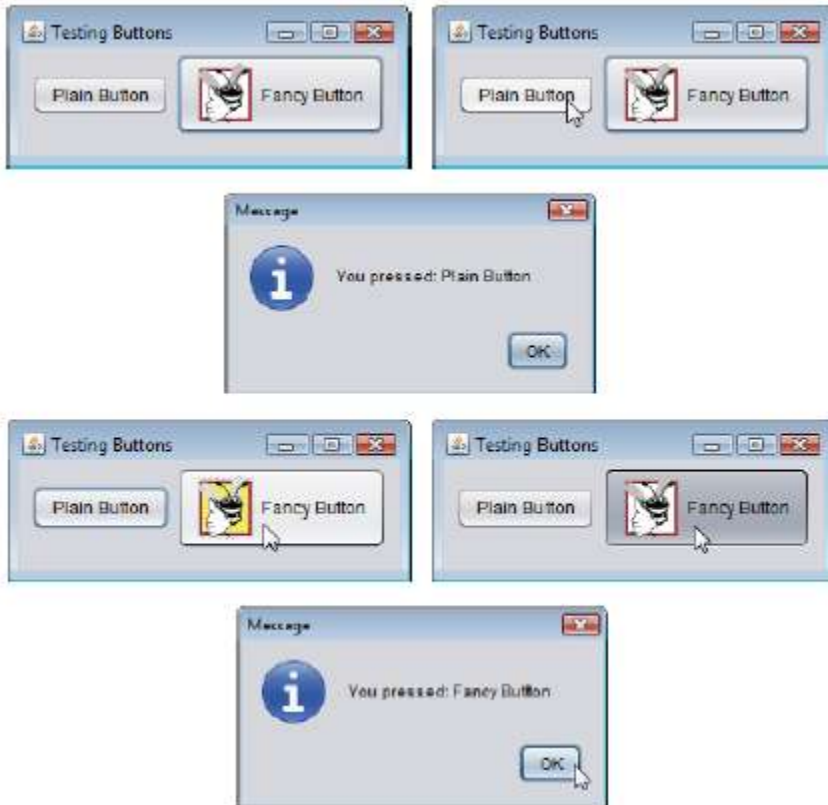 Testing Buttons
Plain Button Fancy Button
Testing Buttons
Plain Button Fancy Button
Message
You pressed: Plain Button
OK
Testing Buttons
Plain Button Fancy Button
Testing Buttons
Plain Button Fancy Button
Message
You pressed: Fancy Button
OK